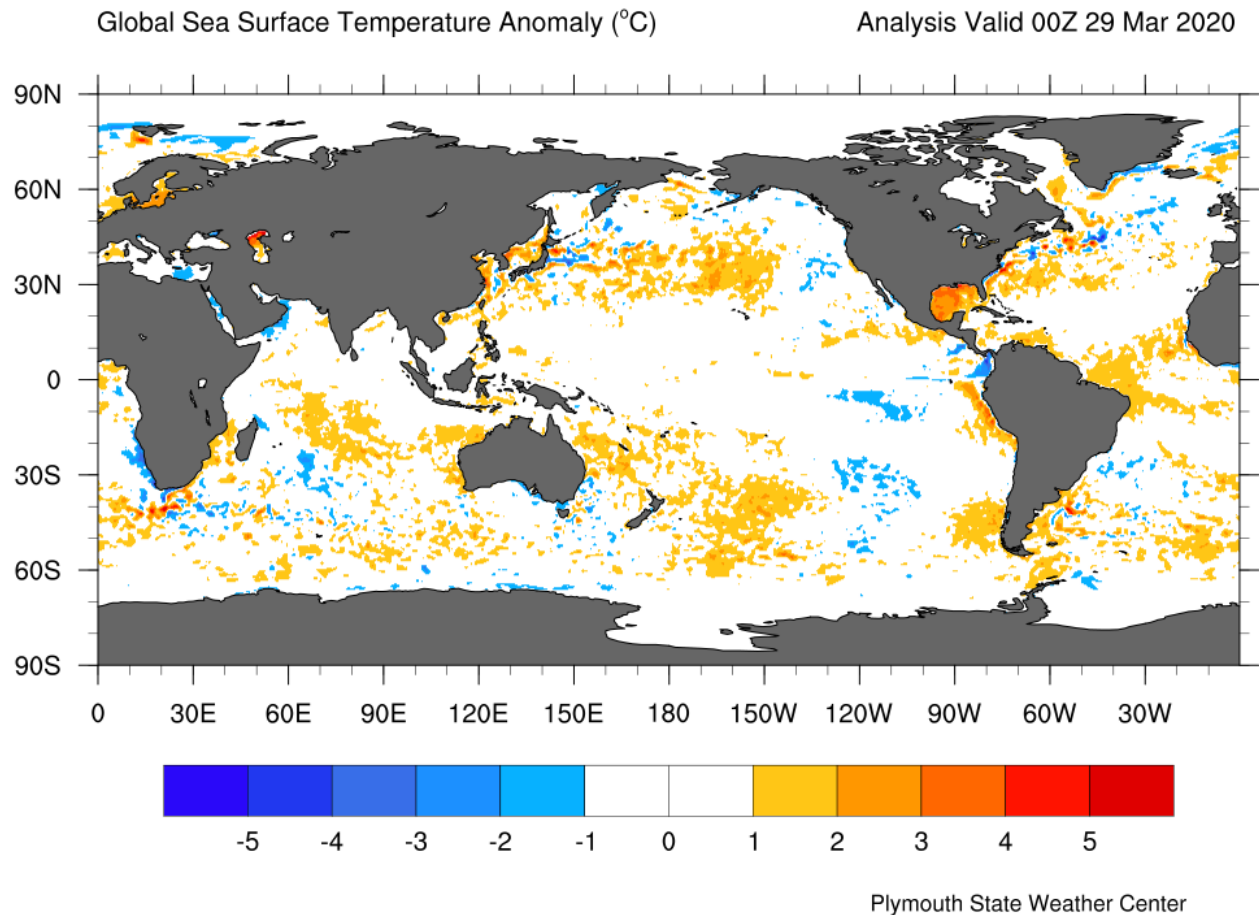 Global Sea Surface Temperature Anomaly (°C) Analysis Valid 00Z 29 Mar 2020
90N
60N
30N
0
30S
60S
90S
0 30E 60E 90E 120E 150E 180 150W 120W 90W 60W 30W
-5 -4 -3 -2 -1 0 1 2 3 4 5
Plymouth State Weather Center